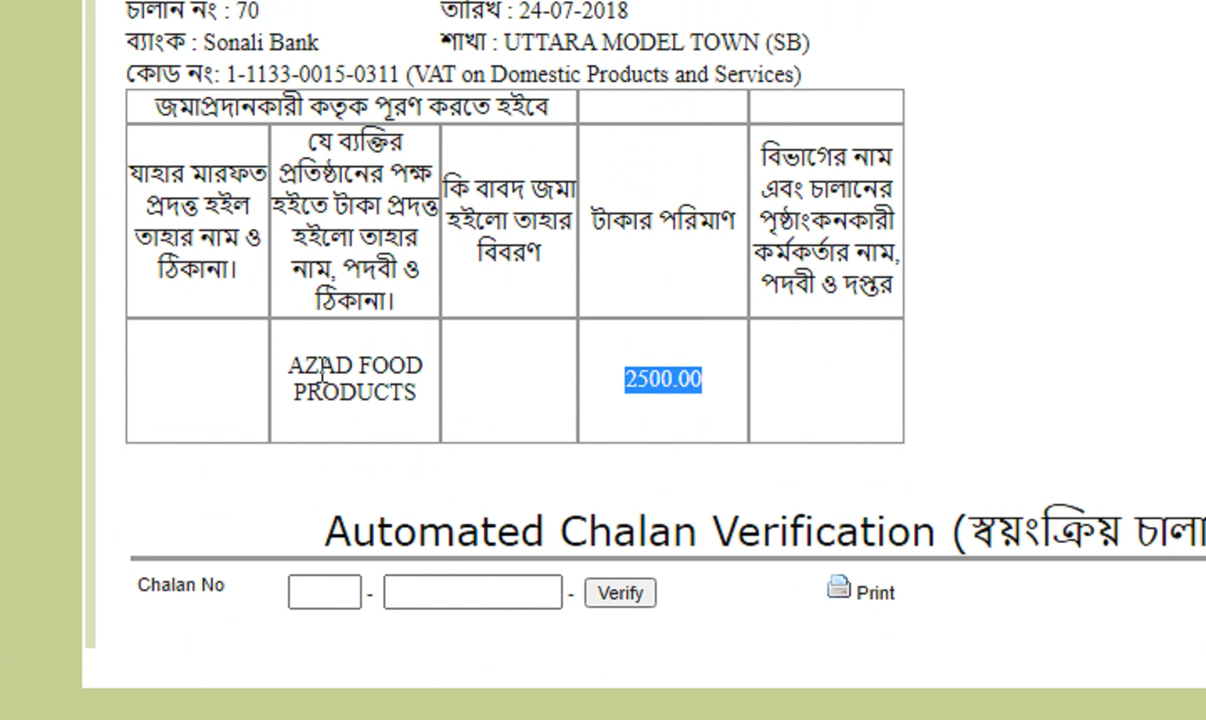 চালান নং : 70
তারিখ : 24-07-2018
ব্যাংক : Sonali Bank
শাখা : UTTARA MODEL TOWN (SB)
কোড নং: 1-1133-0015-0311 (VAT on Domestic Products and Services)
জমাপ্রদানকারী কতৃক পূরণ করতে হইবে
যাহার মারফত
প্রদত্ত হইল
তাহার নাম ও
ঠিকানা।
যে ব্যক্তির
প্রতিষ্ঠানের পক্ষ
হইতে টাকা প্রদত্ত
হইলো তাহার
নাম, পদবী ও
ঠিকানা।
কি বাবদ জমা
হইলো তাহার
বিবরণ
টাকার পরিমাণ
বিভাগের নাম
এবং চালানের
পৃষ্ঠাংকনকারী
কর্মকর্তার নাম,
পদবী ও দপ্তর
AZAD FOOD
PRODUCTS
2500.00
Automated Chalan Verification (স্বয়ংক্রিয় চালা
Chalan No
-
-
Verify
Print